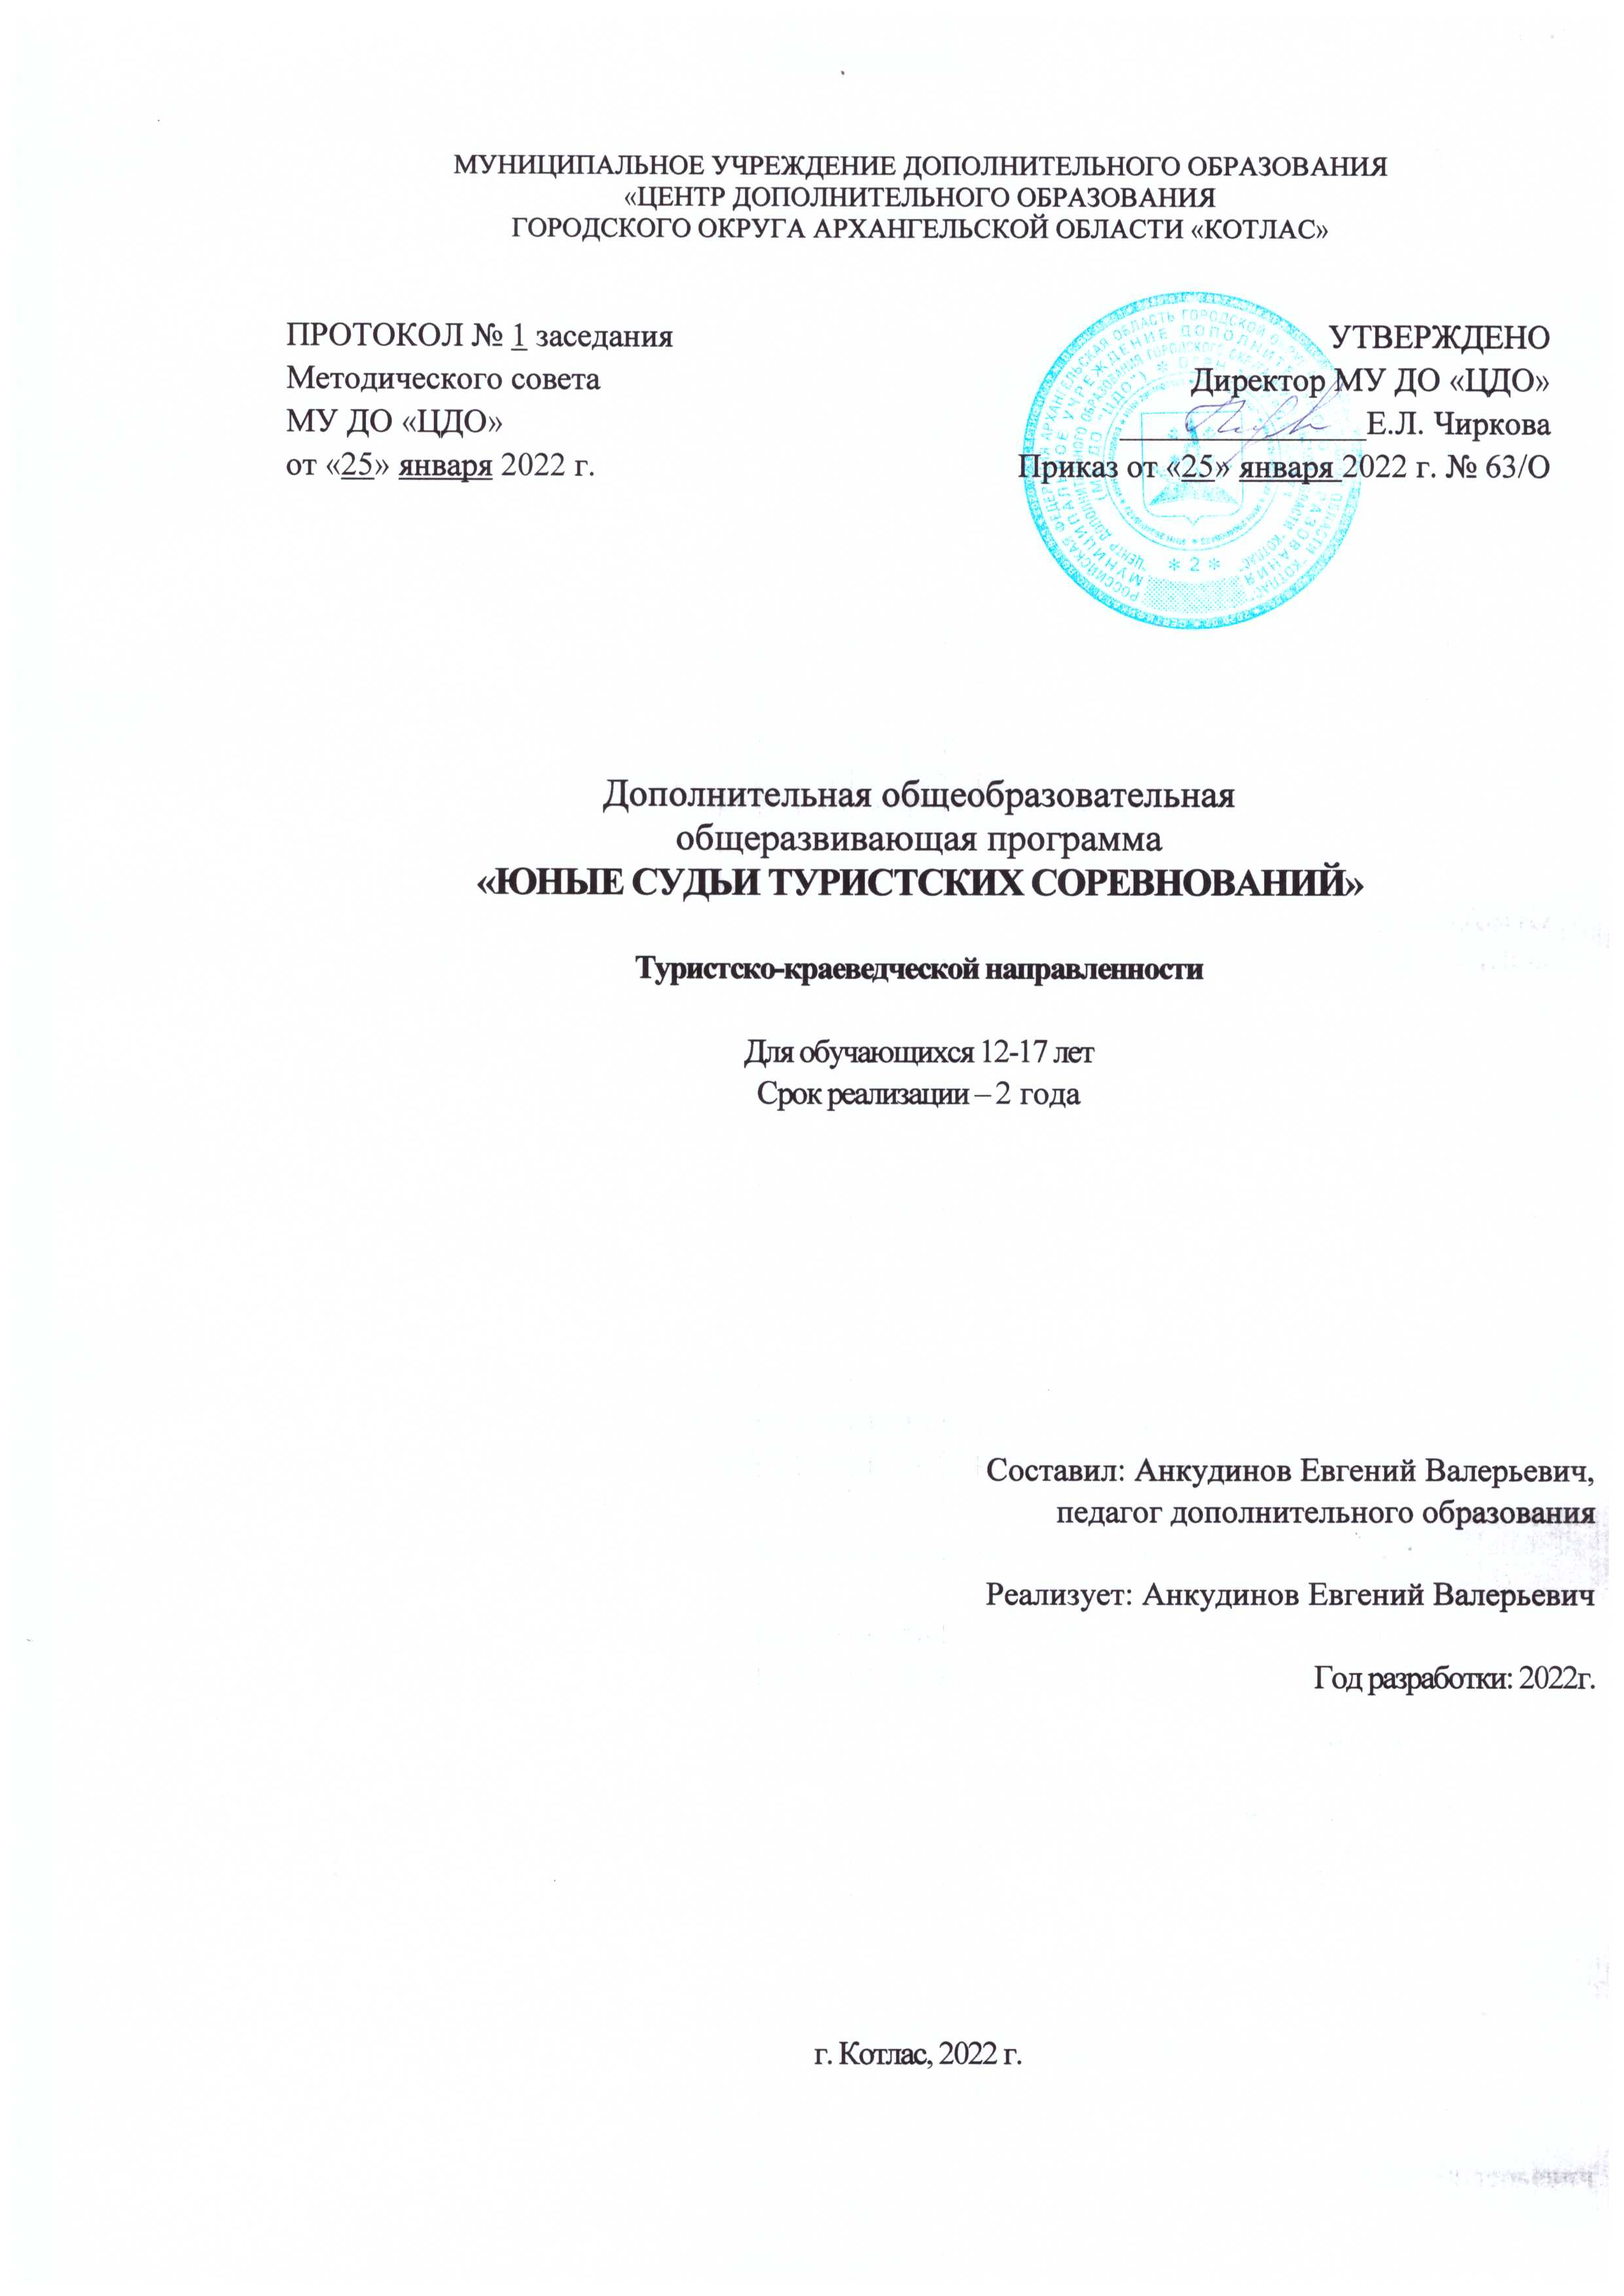 МУНИЦИПАЛЬНОЕ УЧРЕЖДЕНИЕ ДОПОЛНИТЕЛЬНОГО ОБРАЗОВАНИЯ
«ЦЕНТР ДОПОЛНИТЕЛЬНОГО ОБРАЗОВАНИЯ
ГОРОДСКОГО ОКРУГА АРХАНГЕЛЬСКОЙ ОБЛАСТИ «КОТЛАС»
ПРОТОКОЛ № 1 заседания
Методического совета
МУ ДО «ЦДО»
от «25» января 2022 г.
УТВЕРЖДЕНО
Директор МУ ДО «ЦДО»
Е.Л. Чиркова
Приказ от «25» января 2022 г. № 63/О
* 2 *
Дополнительная общеобразовательная
общеразвивающая программа
«ЮНЫЕ СУДЬИ ТУРИСТСКИХ СОРЕВНОВАНИЙ»
Туристско-краеведческой направленности
Для обучающихся 12-17 лет
Срок реализации – 2 года
Составил: Анкудинов Евгений Валерьевич,
педагог дополнительного образования
Реализует: Анкудинов Евгений Валерьевич
Год разработки: 2022г.
г. Котлас, 2022 г.